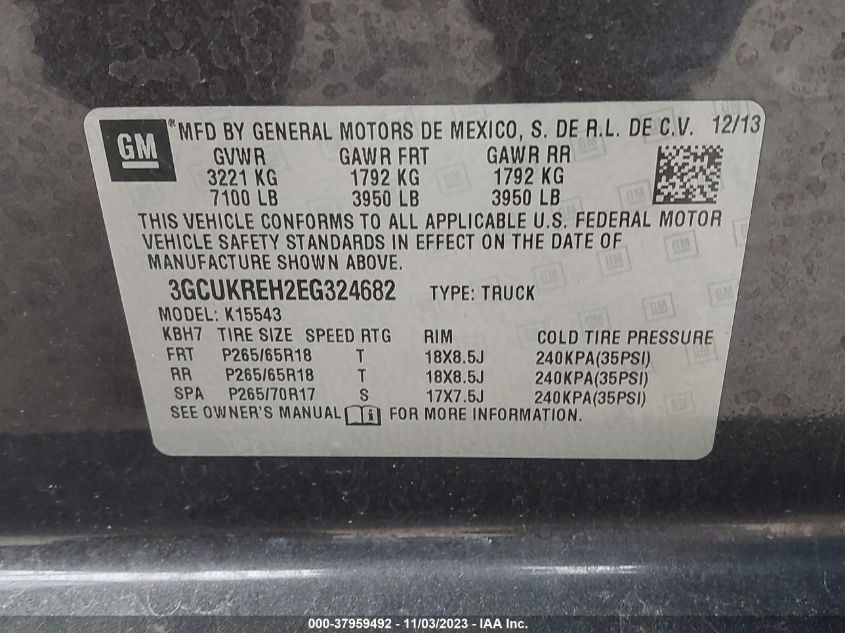 GM ® MFD BY GENERAL MOTORS DE MEXICO, S. DE R.L. DE C.V. 12/13
GVWR GAWR FRT GAWR RR
3221 KG 1792 KG 1792 KG
7100 LB 3950 LB 3950 LB
THIS VEHICLE CONFORMS TO ALL APPLICABLE U.S. FEDERAL MOTOR
VEHICLE SAFETY STANDARDS IN EFFECT ON THE DATE OF
MANUFACTURE SHOWN ABOVE.
3GCUKREH2EG324682 TYPE: TRUCK
MODEL: K15543
KBH7 TIRE SIZE SPEED RTG RIM COLD TIRE PRESSURE
FRT P265/65R18 T 18X8.5J 240KPA(35PSI)
RR P265/65R18 T 18X8.5J 240KPA(35PSI)
SPA P265/70R17 S 17X7.5J 240KPA(35PSI)
SEE OWNER'S MANUAL FOR MORE INFORMATION.
000-37959492 - 11/03/2023 - IAA Inc.